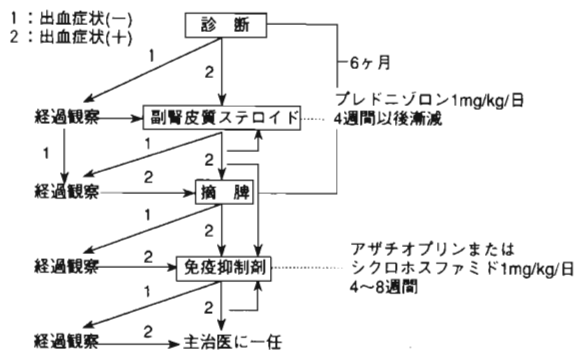 1：出血症状(－)
2：出血症状(＋)
診 断
1
2
6ヶ月
経過観察
副腎皮質ステロイド
プレドニゾロン1mg/kg/日
4週間以後漸減
1
1
2
経過観察
2
摘 脾
1
2
経過観察
2
免疫抑制剤
アザチオプリンまたは
シクロホスファミド1mg/kg/日
4〜8週間
1
2
経過観察
2
主治医に一任